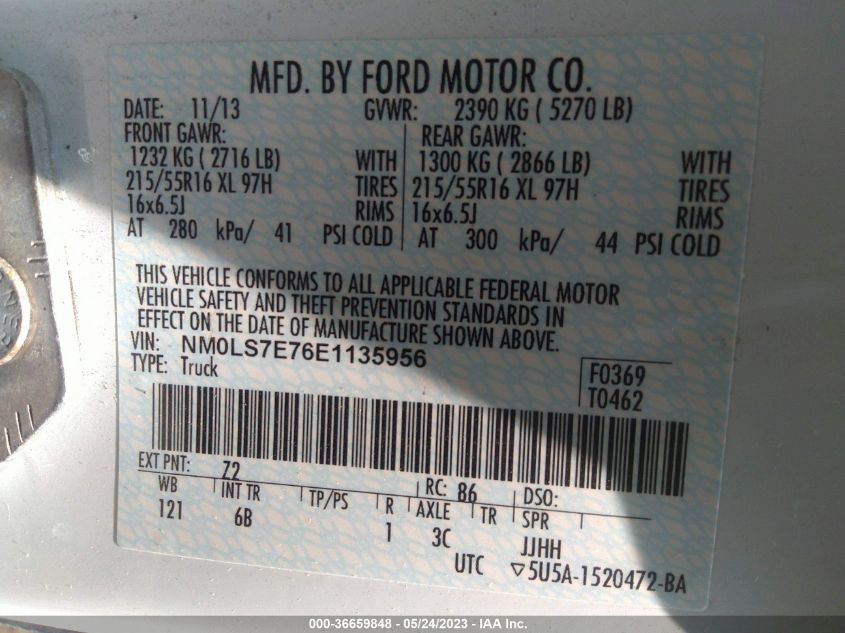 MFD. BY FORD MOTOR CO.
DATE: 11/13 GVWR: 2390 KG ( 5270 LB)
FRONT GAWR: REAR GAWR:
1232 KG ( 2716 LB) WITH 1300 KG ( 2866 LB) WITH
215/55R16 XL 97H TIRES 215/55R16 XL 97H TIRES
16x6.5J RIMS 16x6.5J RIMS
AT 280 kPa/ 41 PSI COLD AT 300 kPa/ 44 PSI COLD
THIS VEHICLE CONFORMS TO ALL APPLICABLE FEDERAL MOTOR
VEHICLE SAFETY AND THEFT PREVENTION STANDARDS IN
EFFECT ON THE DATE OF MANUFACTURE SHOWN ABOVE.
VIN: NM0LS7E76E1135956
TYPE: Truck
F0369
T0462
EXT PNT: Z2 RC: 86 DSO:
WB INT TR TP/PS R AXLE TR SPR
121 6B 1 3C JJHH
UTC ▽5U5A-1520472-BA
000-36659848 - 05/24/2023 - IAA Inc.